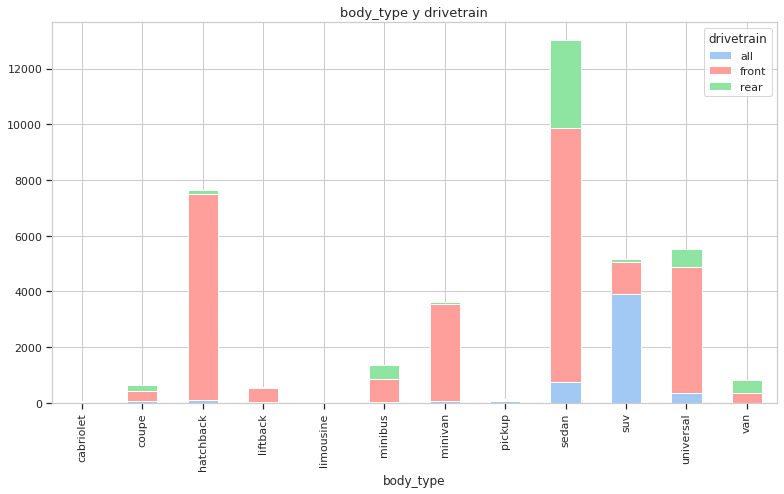 body_type y drivetrain
drivetrain
all
front
rear
12000
10000
8000
6000
4000
2000
0
cabriolet
coupe
hatchback
liftback
limousine
minibus
minivan
pickup
sedan
suv
universal
van
body_type